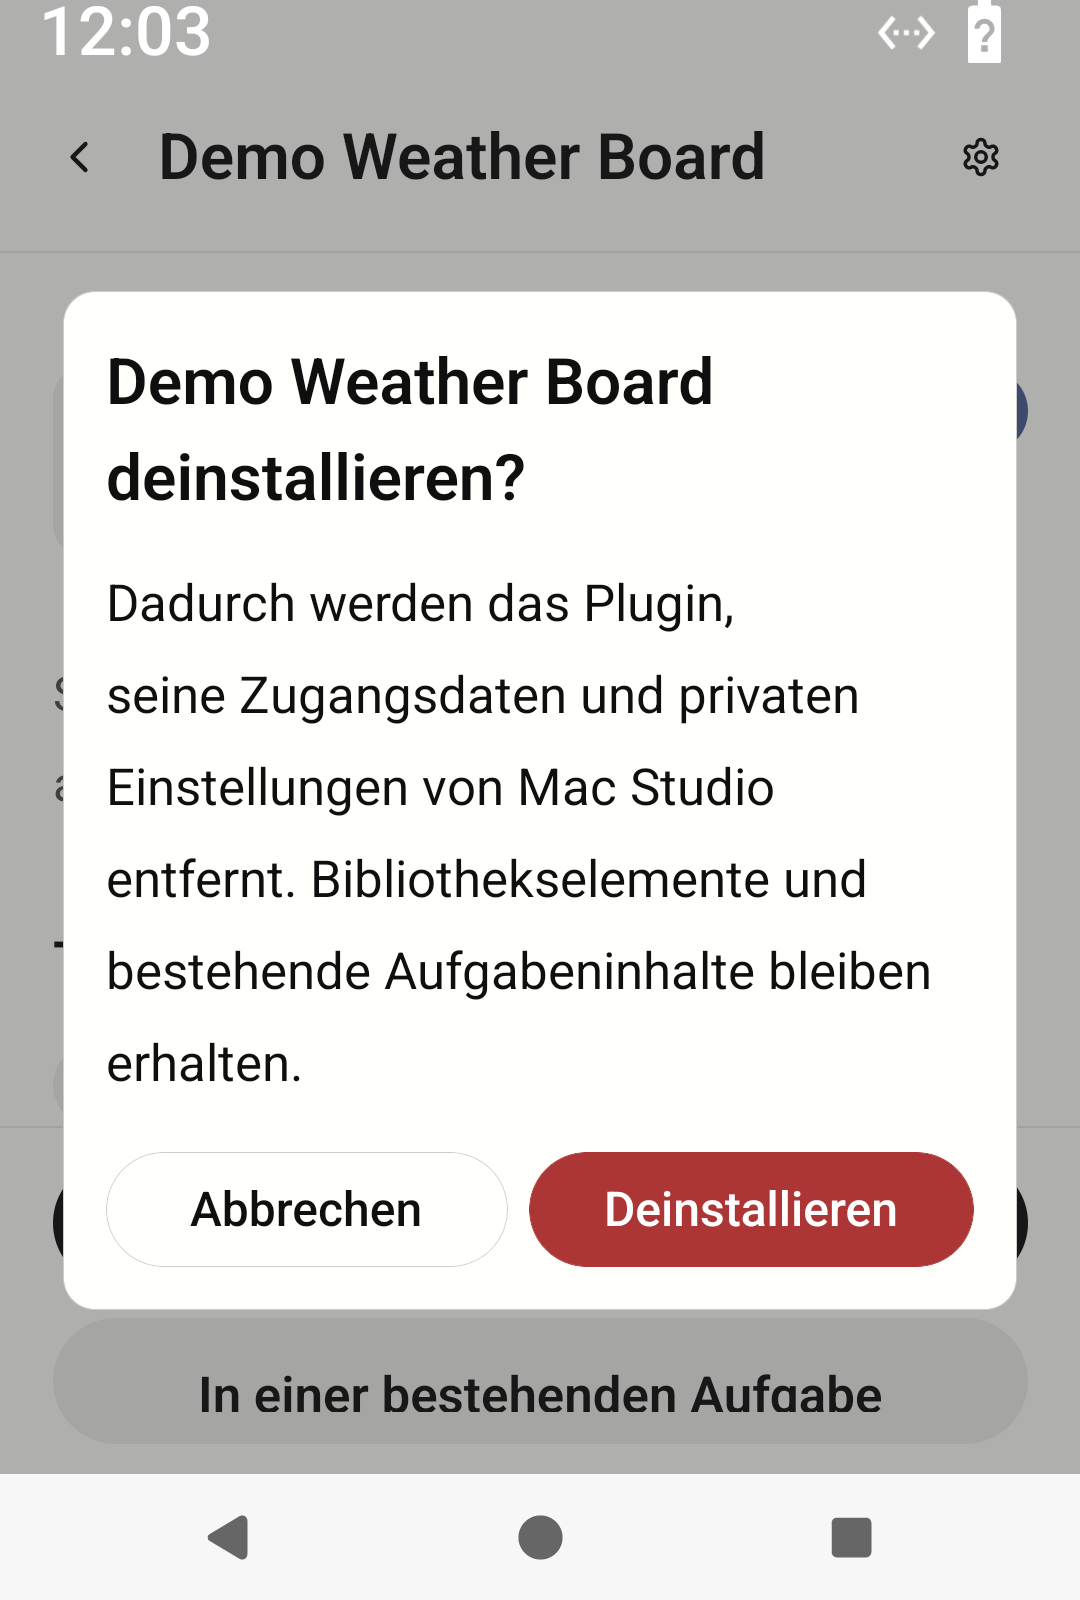 12:03
Demo Weather Board
Demo Weather Board
deinstallieren?
Dadurch werden das Plugin,
seine Zugangsdaten und privaten
Einstellungen von Mac Studio
entfernt. Bibliothekselemente und
bestehende Aufgabeninhalte bleiben
erhalten.
Abbrechen
Deinstallieren
In einer bestehenden Aufgabe